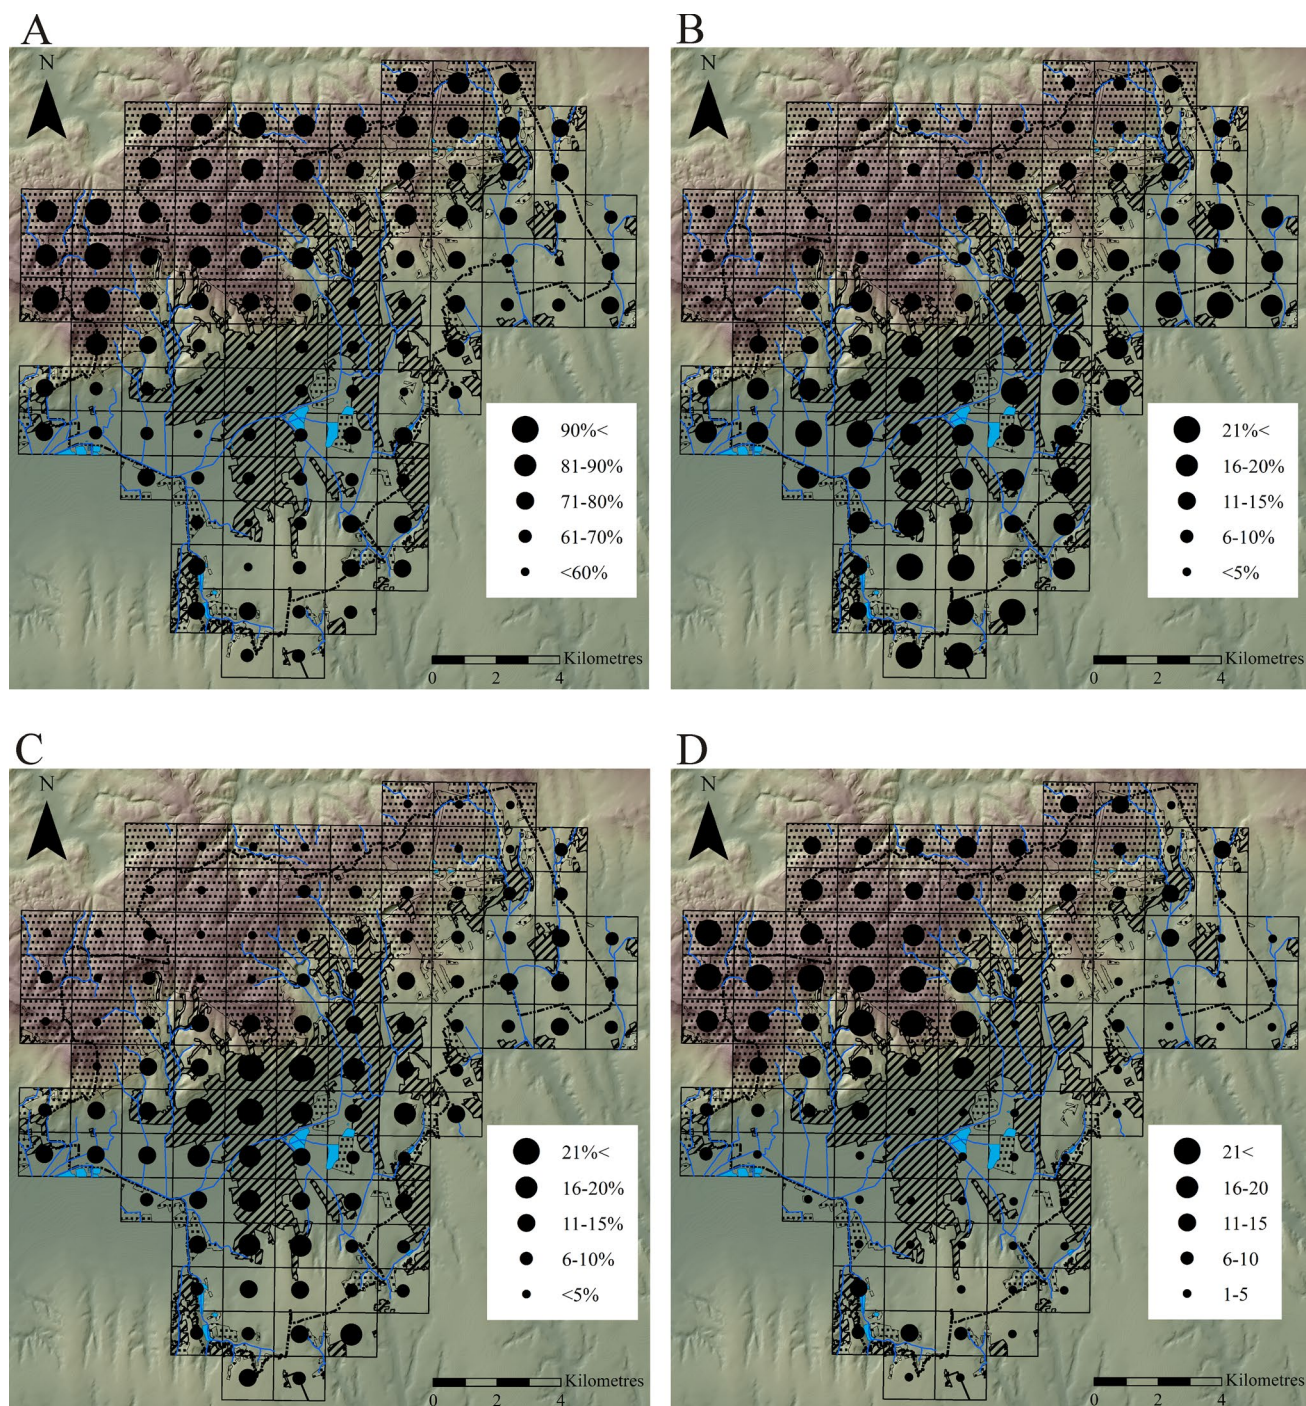 A
N
90%<
81-90%
71-80%
61-70%
<60%
Kilometres
0 2 4
B
N
21%<
16-20%
11-15%
6-10%
<5%
Kilometres
0 2 4
C
N
21%<
16-20%
11-15%
6-10%
<5%
Kilometres
0 2 4
D
N
21<
16-20
11-15
6-10
1-5
Kilometres
0 2 4